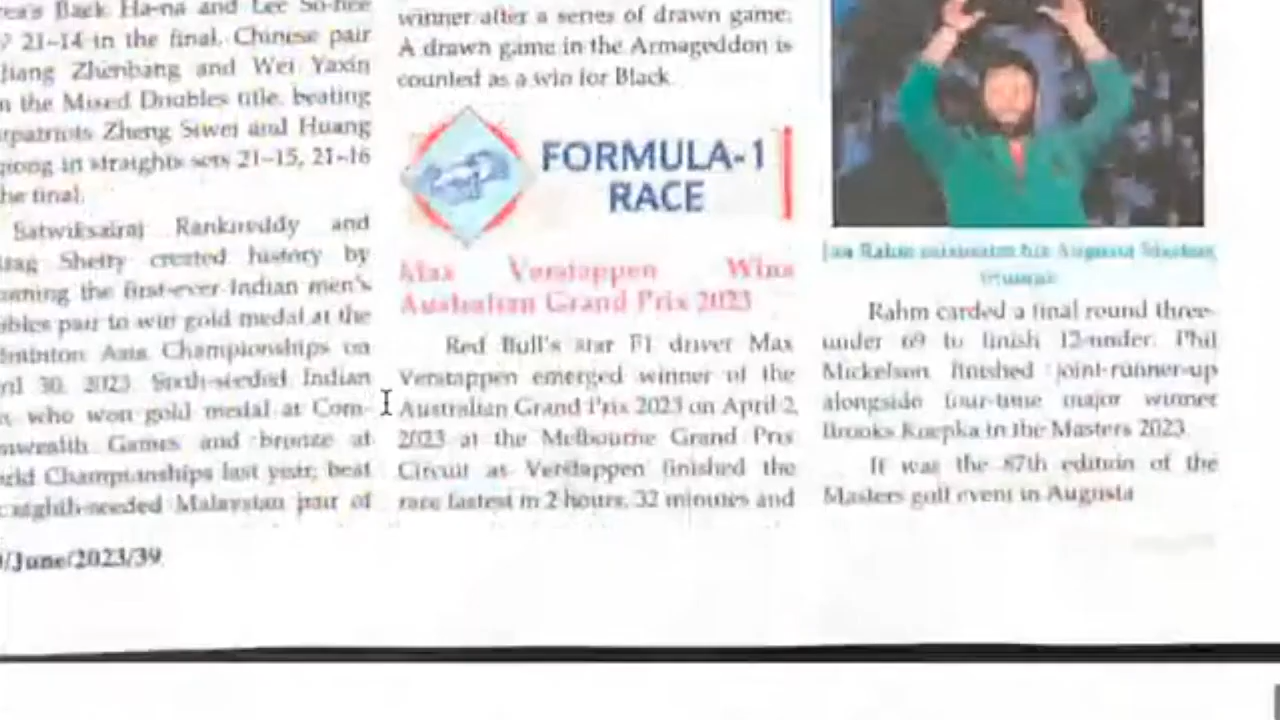 21-14 in the final. Chinese pair
Jiang Zhenbang and Wei Yaxin
the Mixed Doubles title, beating
Zheng Siwei and Huang
in straights sets 21-15, 21-16
he final.
Satwiksairaj Rankireddy and
Shetty created history by
the first-ever Indian men's
pair to win gold medal at the
Asia Championships on
30, 2023. Sixth-seeded Indian
who won gold medal at Com-
Games and bronze at
Championships last year, beat
eighth-seeded Malaysian pair of
/June/2023/39
winner after a series of drawn game.
A drawn game in the Armageddon is
counted as a win for Black.
FORMULA-1
RACE
Max Verstappen Wins
Australian Grand Prix 2023
Red Bull's star F1 driver Max
Verstappen emerged winner of the
Australian Grand Prix 2023 on April 2,
2023 at the Melbourne Grand Prix
Circuit as Verstappen finished the
race fastest in 2 hours, 32 minutes and
Jon Rahm his Augusta Masters
Rahm carded a final round three-
under 69 to finish 12-under. Phil
Mickelson finished joint-runner-up
alongside four-time major winner
Brooks Koepka in the Masters 2023.
It was the 87th edition of the
Masters golf event in Augusta